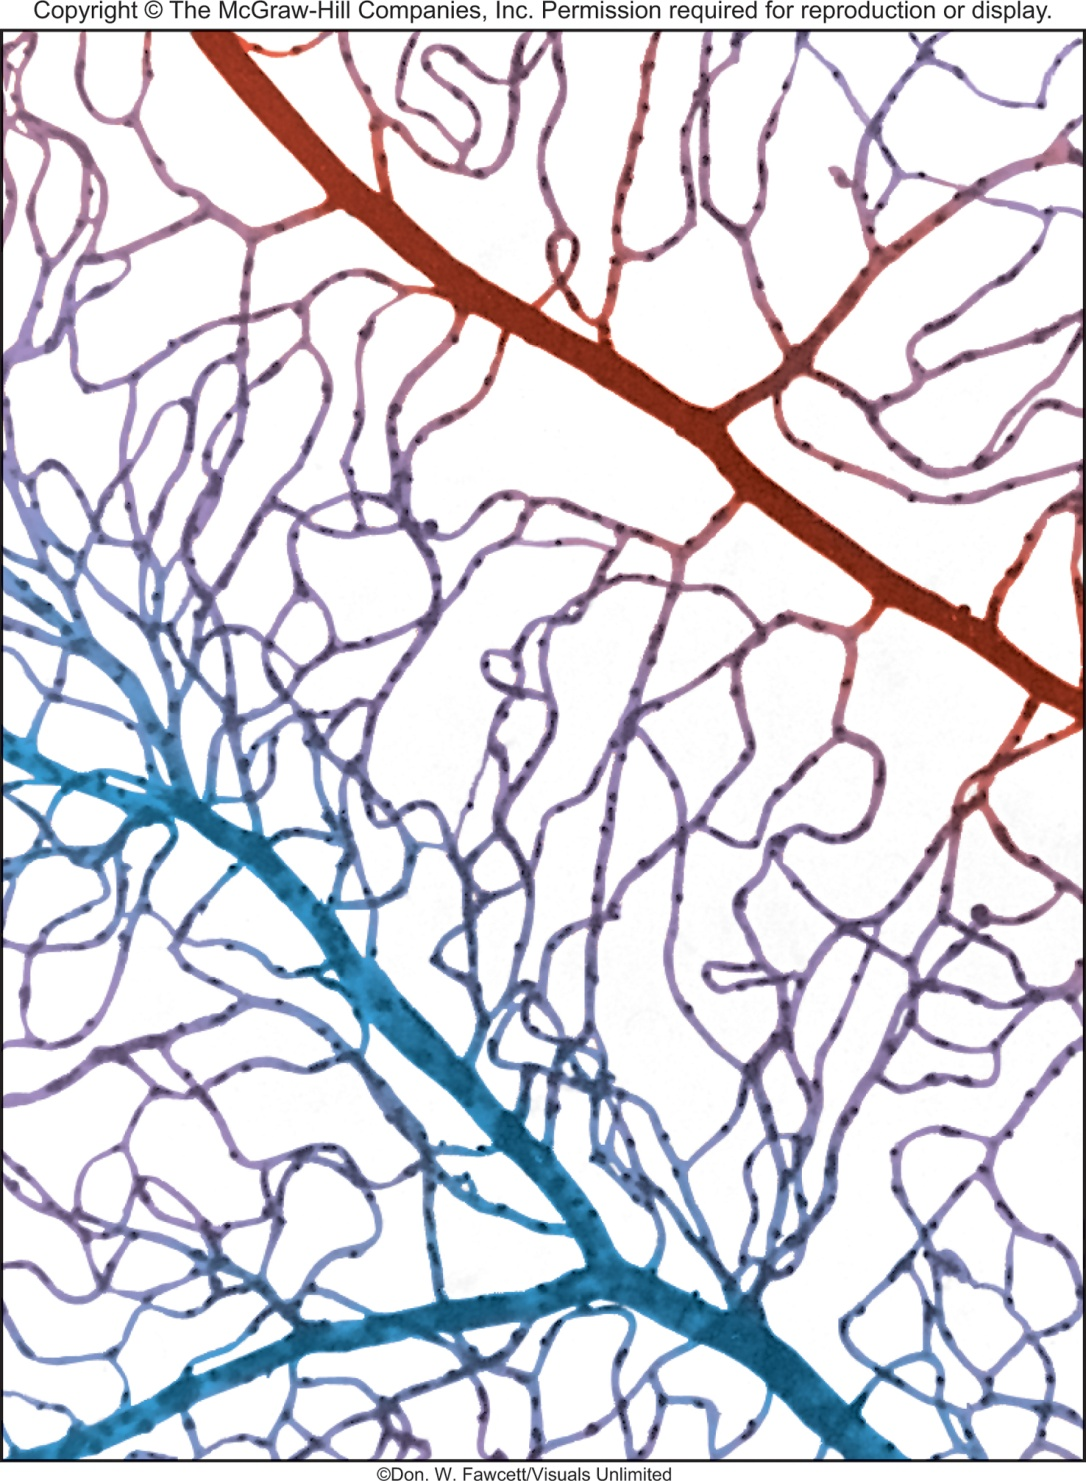 Copyright © The McGraw-Hill Companies, Inc. Permission required for reproduction or display.
©Don. W. Fawcett/Visuals Unlimited